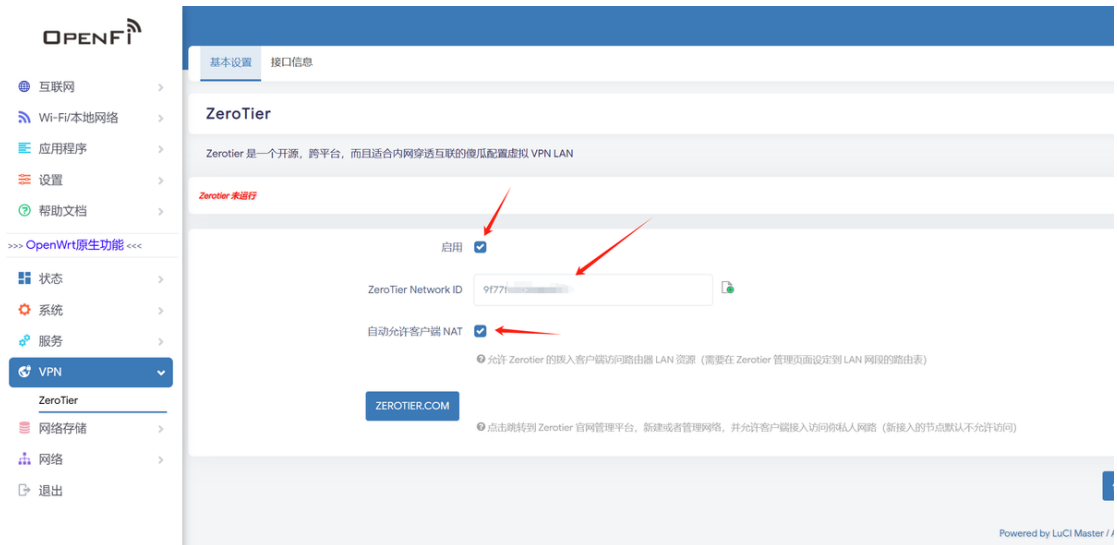 OPENFi
互联网
Wi-Fi/本地网络
应用程序
设置
帮助文档
>>> OpenWrt原生功能 <<<
状态
系统
服务
VPN
ZeroTier
网络存储
网络
退出
基本设置 接口信息
ZeroTier
Zerotier 是一个开源，跨平台，而且适合内网穿透互联的傻瓜配置虚拟 VPN LAN
Zerotier 未运行
启用
ZeroTier Network ID 9f77f
自动允许客户端 NAT
允许 Zerotier 的拨入客户端访问路由器 LAN 资源（需要在 Zerotier 管理页面设定到 LAN 网段的路由表）
ZEROTIER.COM
点击跳转到 Zerotier 官网管理平台，新建或者管理网络，并允许客户端接入访问你私人网路（新接入的节点默认不允许访问）
Powered by LuCI Master /